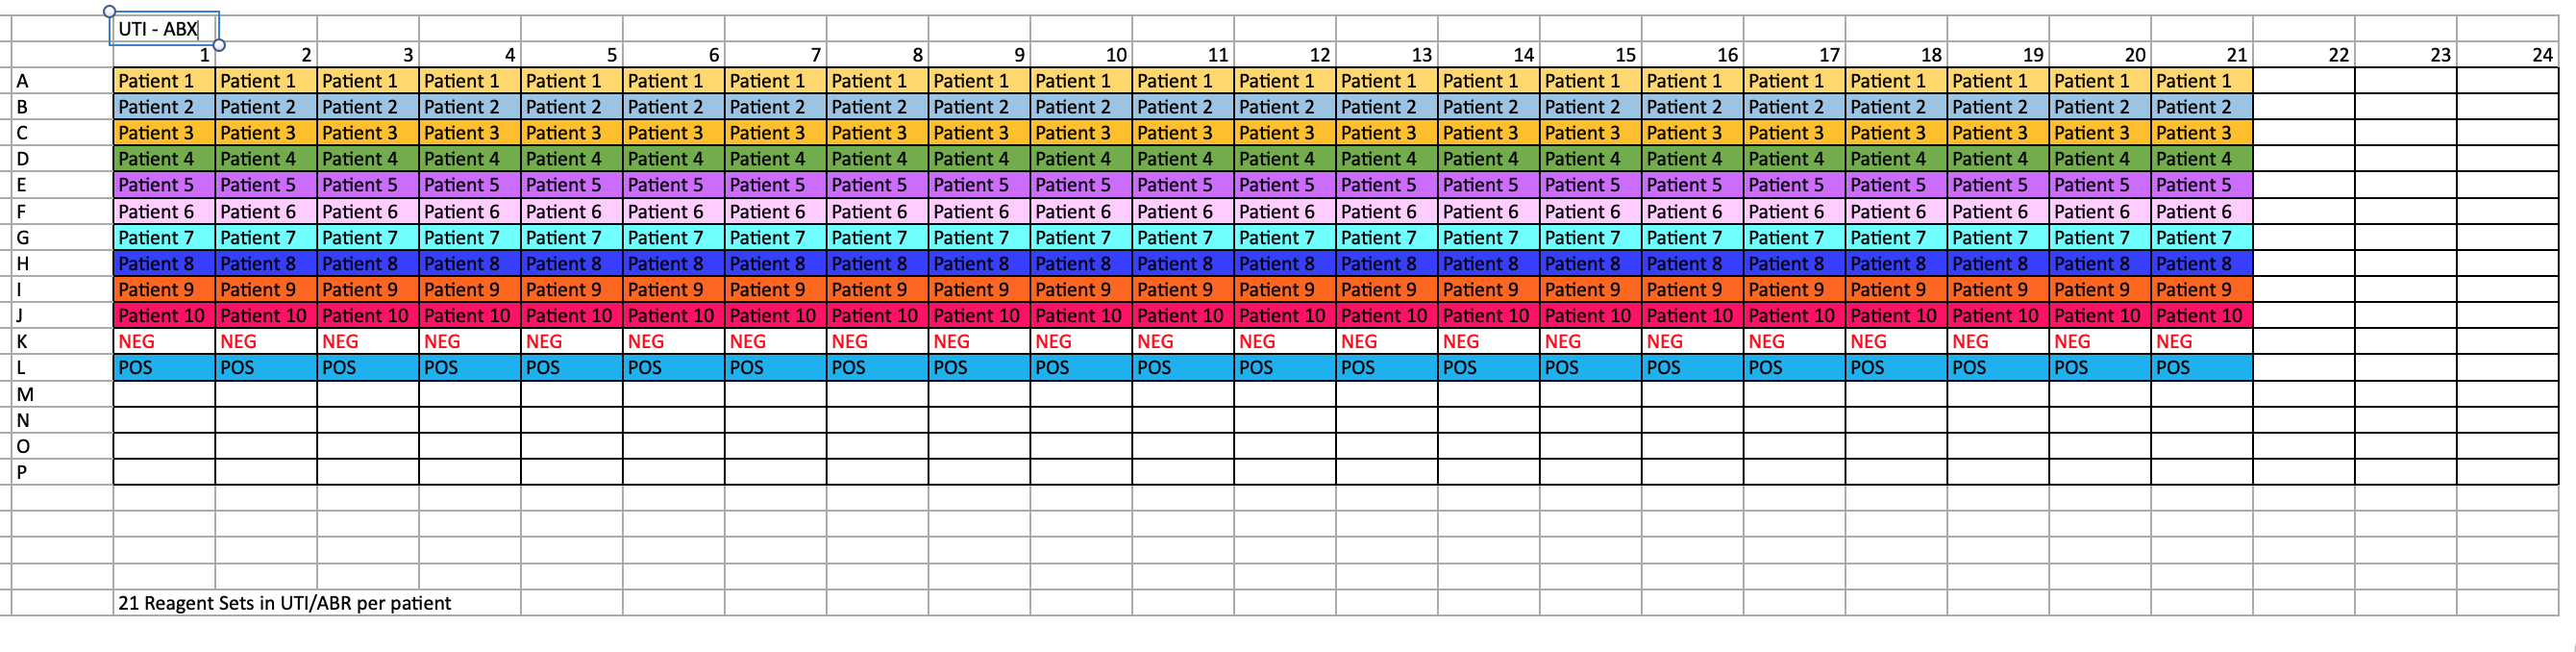 UTI - ABX
1 2 3 4 5 6 7 8 9 10 11 12 13 14 15 16 17 18 19 20 21 22 23 24
A Patient 1 Patient 1 Patient 1 Patient 1 Patient 1 Patient 1 Patient 1 Patient 1 Patient 1 Patient 1 Patient 1 Patient 1 Patient 1 Patient 1 Patient 1 Patient 1 Patient 1 Patient 1 Patient 1 Patient 1 Patient 1
B Patient 2 Patient 2 Patient 2 Patient 2 Patient 2 Patient 2 Patient 2 Patient 2 Patient 2 Patient 2 Patient 2 Patient 2 Patient 2 Patient 2 Patient 2 Patient 2 Patient 2 Patient 2 Patient 2 Patient 2 Patient 2
C Patient 3 Patient 3 Patient 3 Patient 3 Patient 3 Patient 3 Patient 3 Patient 3 Patient 3 Patient 3 Patient 3 Patient 3 Patient 3 Patient 3 Patient 3 Patient 3 Patient 3 Patient 3 Patient 3 Patient 3 Patient 3
D Patient 4 Patient 4 Patient 4 Patient 4 Patient 4 Patient 4 Patient 4 Patient 4 Patient 4 Patient 4 Patient 4 Patient 4 Patient 4 Patient 4 Patient 4 Patient 4 Patient 4 Patient 4 Patient 4 Patient 4 Patient 4
E Patient 5 Patient 5 Patient 5 Patient 5 Patient 5 Patient 5 Patient 5 Patient 5 Patient 5 Patient 5 Patient 5 Patient 5 Patient 5 Patient 5 Patient 5 Patient 5 Patient 5 Patient 5 Patient 5 Patient 5 Patient 5
F Patient 6 Patient 6 Patient 6 Patient 6 Patient 6 Patient 6 Patient 6 Patient 6 Patient 6 Patient 6 Patient 6 Patient 6 Patient 6 Patient 6 Patient 6 Patient 6 Patient 6 Patient 6 Patient 6 Patient 6 Patient 6
G Patient 7 Patient 7 Patient 7 Patient 7 Patient 7 Patient 7 Patient 7 Patient 7 Patient 7 Patient 7 Patient 7 Patient 7 Patient 7 Patient 7 Patient 7 Patient 7 Patient 7 Patient 7 Patient 7 Patient 7 Patient 7
H Patient 8 Patient 8 Patient 8 Patient 8 Patient 8 Patient 8 Patient 8 Patient 8 Patient 8 Patient 8 Patient 8 Patient 8 Patient 8 Patient 8 Patient 8 Patient 8 Patient 8 Patient 8 Patient 8 Patient 8 Patient 8
I Patient 9 Patient 9 Patient 9 Patient 9 Patient 9 Patient 9 Patient 9 Patient 9 Patient 9 Patient 9 Patient 9 Patient 9 Patient 9 Patient 9 Patient 9 Patient 9 Patient 9 Patient 9 Patient 9 Patient 9 Patient 9
J Patient 10 Patient 10 Patient 10 Patient 10 Patient 10 Patient 10 Patient 10 Patient 10 Patient 10 Patient 10 Patient 10 Patient 10 Patient 10 Patient 10 Patient 10 Patient 10 Patient 10 Patient 10 Patient 10 Patient 10 Patient 10
K NEG NEG NEG NEG NEG NEG NEG NEG NEG NEG NEG NEG NEG NEG NEG NEG NEG NEG NEG NEG NEG
L POS POS POS POS POS POS POS POS POS POS POS POS POS POS POS POS POS POS POS POS POS
M
N
O
P
21 Reagent Sets in UTI/ABR per patient